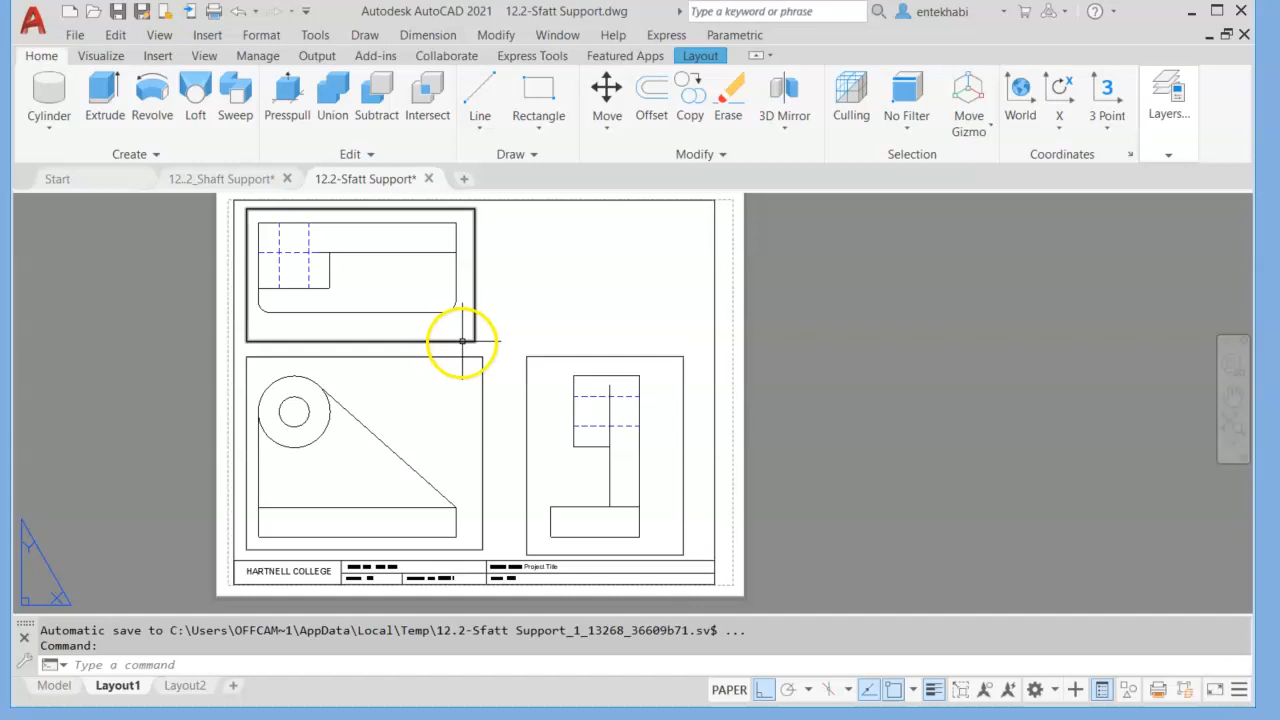 Autodesk AutoCAD 2021 12.2-Sfatt Support.dwg
Type a keyword or phrase
entekhabi
File Edit View Insert Format Tools Draw Dimension Modify Window Help Express Parametric
Home Visualize Insert View Manage Output Add-ins Collaborate Express Tools Featured Apps Layout
Cylinder Extrude Revolve Loft Sweep Presspull Union Subtract Intersect Line Rectangle Move Offset Copy Erase 3D Mirror Culling No Filter Move Gizmo World X 3 Point Layers...
Create Edit Draw Modify Selection Coordinates
Start 12..2_Shaft Support* 12.2-Sfatt Support*
HARTNELL COLLEGE
Project Title
Y X
Automatic save to C:\Users\OFFCAM~1\AppData\Local\Temp\12.2-Sfatt Support_1_13268_36609b71.sv$ ...
Command:
Type a command
Model Layout1 Layout2
PAPER